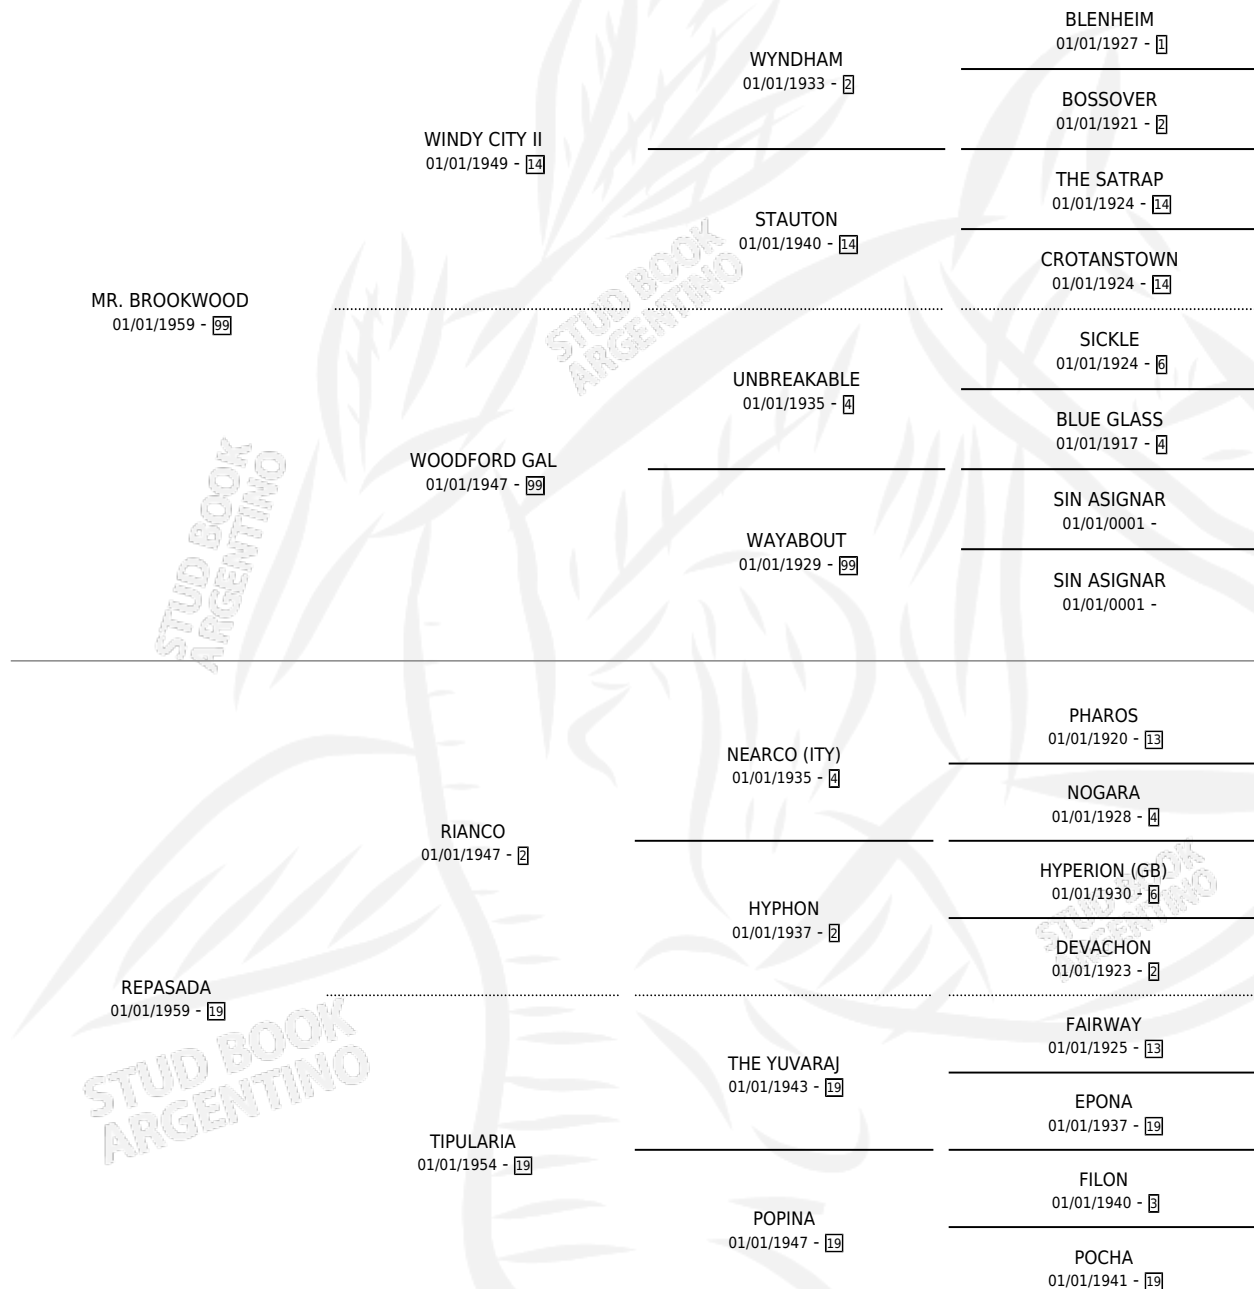 BLENHEIM
01/01/1927 - 1
WYNDHAM
01/01/1933 - 2
BOSSOVER
01/01/1921 - 2
WINDY CITY II
01/01/1949 - 14
THE SATRAP
01/01/1924 - 14
STAUTON
01/01/1940 - 14
CROTANSTOWN
01/01/1924 - 14
MR. BROOKWOOD
01/01/1959 - 99
SICKLE
01/01/1924 - 6
UNBREAKABLE
01/01/1935 - 4
BLUE GLASS
01/01/1917 - 4
WOODFORD GAL
01/01/1947 - 99
SIN ASIGNAR
01/01/0001 -
WAYABOUT
01/01/1929 - 99
SIN ASIGNAR
01/01/0001 -
PHAROS
01/01/1920 - 13
NEARCO (ITY)
01/01/1935 - 4
NOGARA
01/01/1928 - 4
RIANCO
01/01/1947 - 2
HYPERION (GB)
01/01/1930 - 6
HYPHON
01/01/1937 - 2
DEVACHON
01/01/1923 - 2
REPASADA
01/01/1959 - 19
FAIRWAY
01/01/1925 - 13
THE YUVARAJ
01/01/1943 - 19
EPONA
01/01/1937 - 19
TIPULARIA
01/01/1954 - 19
FILON
01/01/1940 - 3
POPINA
01/01/1947 - 19
POCHA
01/01/1941 - 19
STUD BOOK
ARGENTINO
STUD BOOK
ARGENTINO
STUD BOOK
ARGENTINO
STUD BOOK
ARGENTINO